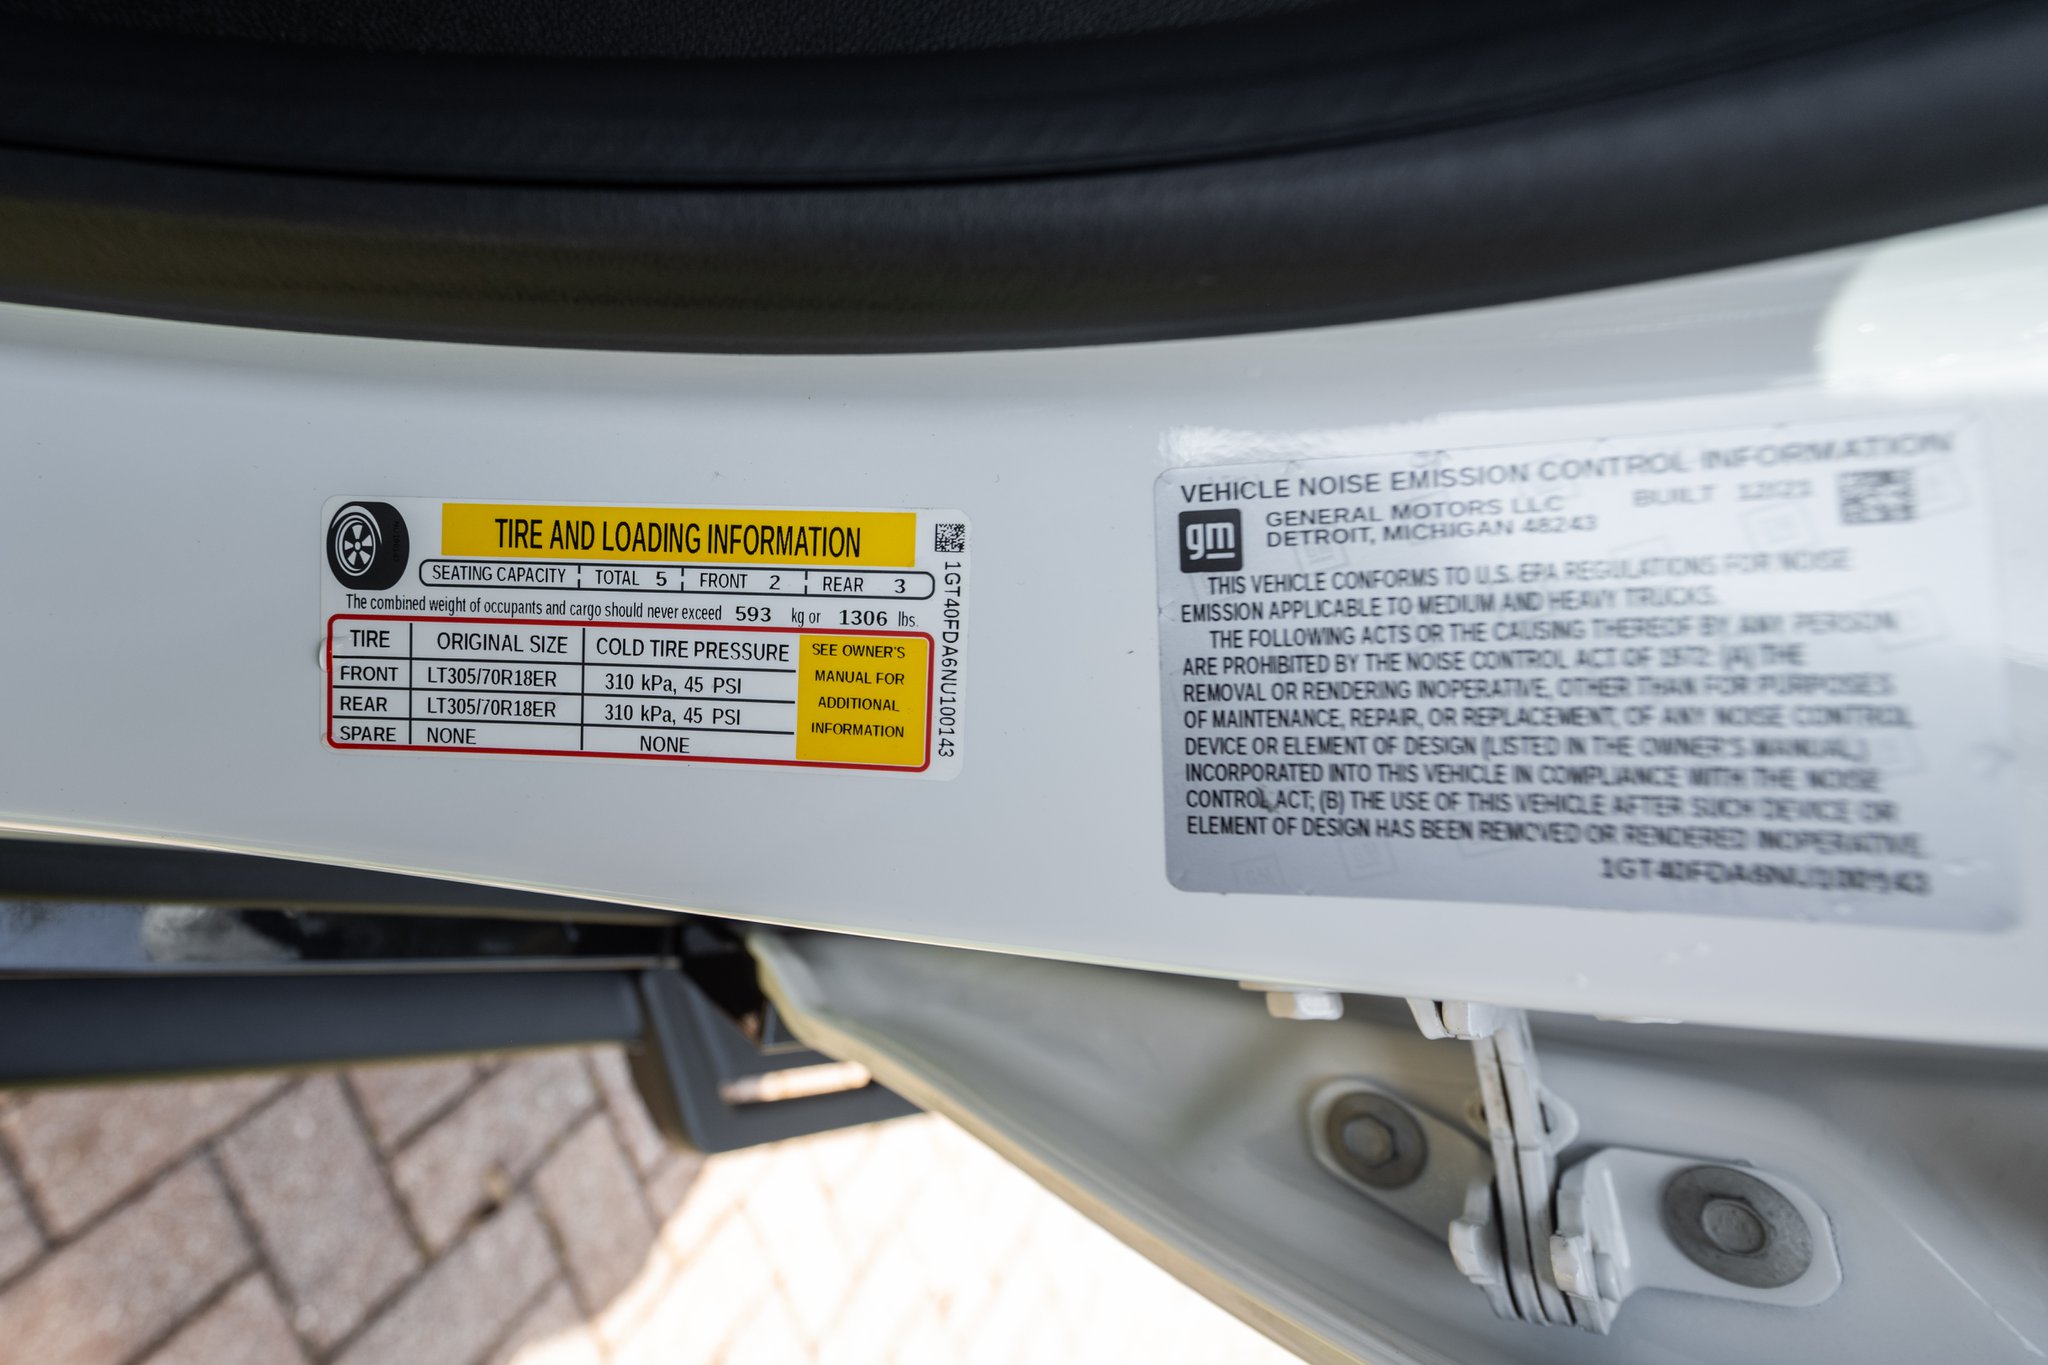 TIRE AND LOADING INFORMATION
SEATING CAPACITY TOTAL 5 FRONT 2 REAR 3
The combined weight of occupants and cargo should never exceed 593 kg or 1306 lbs.
TIRE ORIGINAL SIZE COLD TIRE PRESSURE
FRONT LT305/70R18ER 310 kPa, 45 PSI
REAR LT305/70R18ER 310 kPa, 45 PSI
SPARE NONE NONE
SEE OWNER'S
MANUAL FOR
ADDITIONAL
INFORMATION
1GT40FDA6NU100143
VEHICLE NOISE EMISSION CONTROL INFORMATION
gm
GENERAL MOTORS LLC BUILT 12/21
DETROIT, MICHIGAN 48243
THIS VEHICLE CONFORMS TO U.S. EPA REGULATIONS FOR NOISE
EMISSION APPLICABLE TO MEDIUM AND HEAVY TRUCKS.
THE FOLLOWING ACTS OR THE CAUSING THEREOF BY ANY PERSON
ARE PROHIBITED BY THE NOISE CONTROL ACT OF 1972: (A) THE
REMOVAL OR RENDERING INOPERATIVE, OTHER THAN FOR PURPOSES
OF MAINTENANCE, REPAIR, OR REPLACEMENT, OF ANY NOISE CONTROL
DEVICE OR ELEMENT OF DESIGN (LISTED IN THE OWNER'S MANUAL)
INCORPORATED INTO THIS VEHICLE IN COMPLIANCE WITH THE NOISE
CONTROL ACT; (B) THE USE OF THIS VEHICLE AFTER SUCH DEVICE OR
ELEMENT OF DESIGN HAS BEEN REMOVED OR RENDERED INOPERATIVE.
1GT40FDA6NU100143